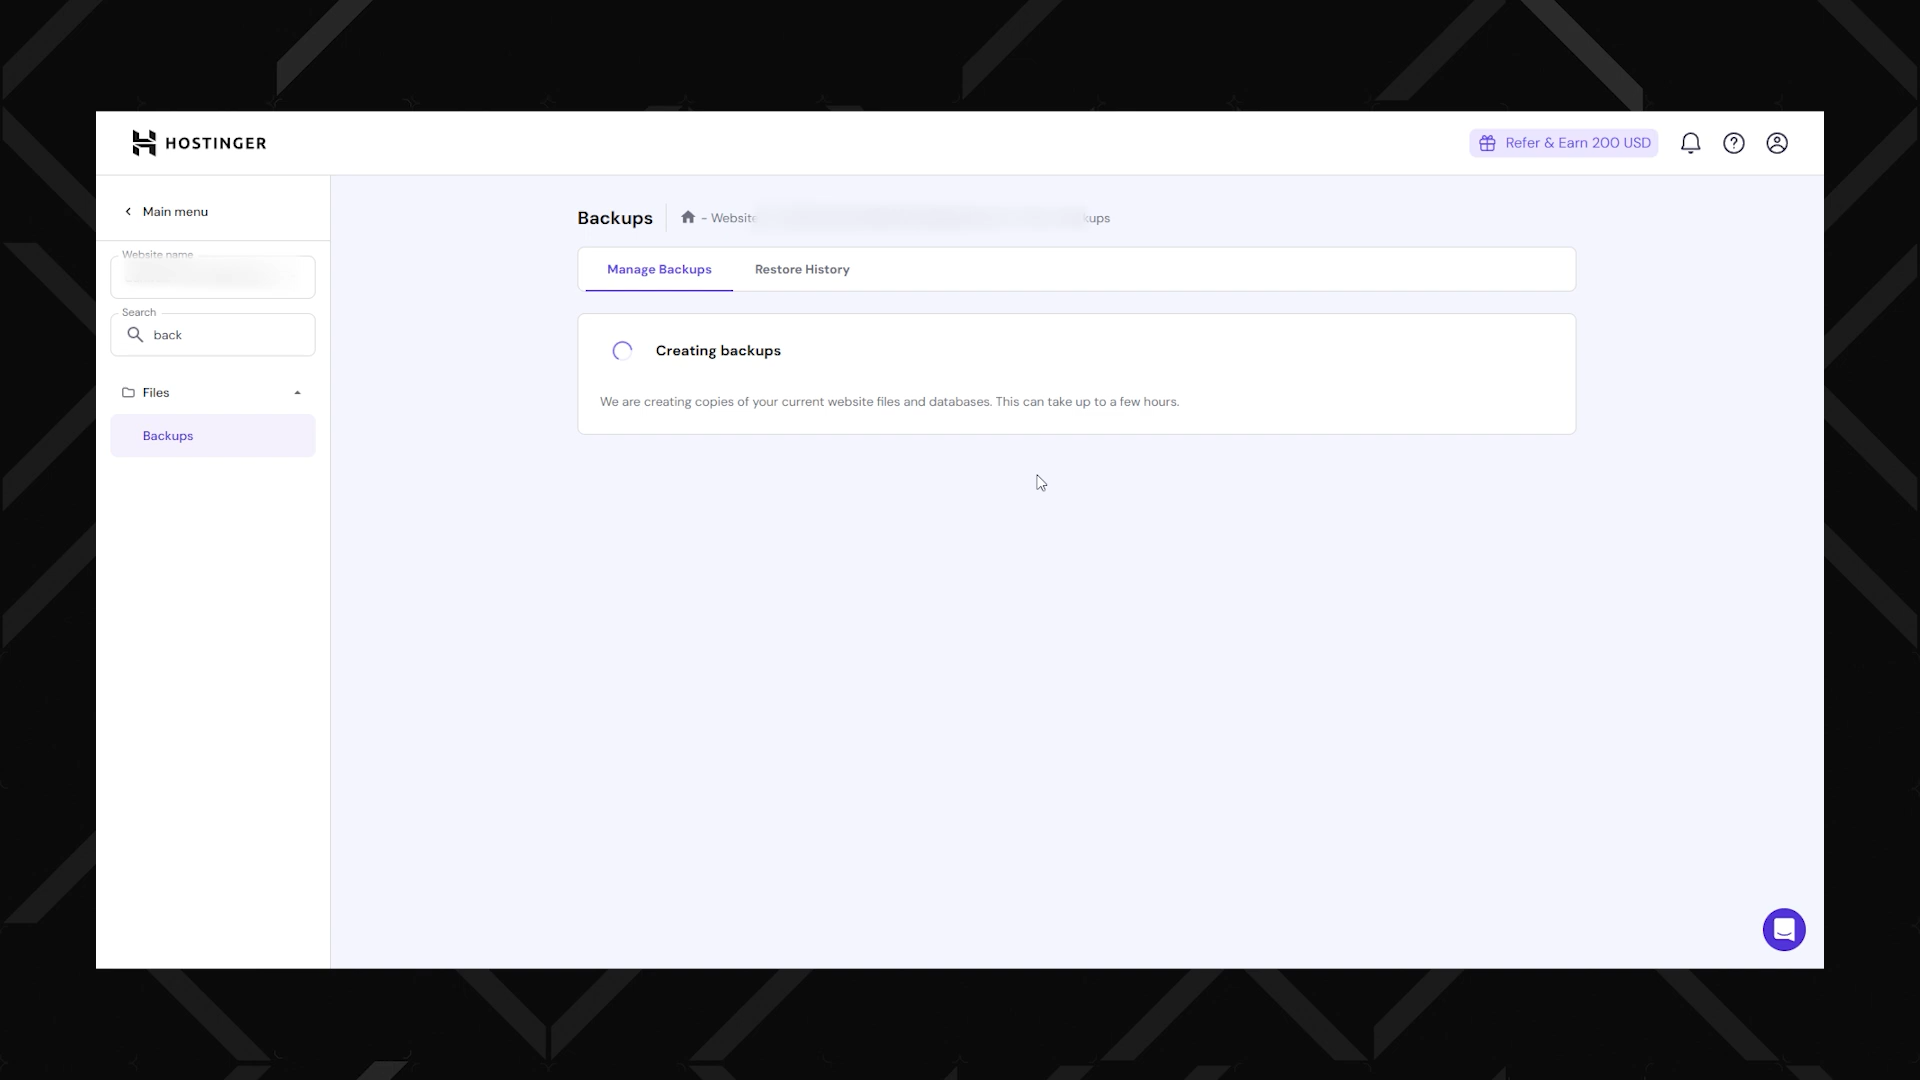 HOSTINGER
Refer & Earn 200 USD
Main menu
Website name
Search
back
Files
Backups
Backups
- Website
kups
Manage Backups
Restore History
Creating backups
We are creating copies of your current website files and databases. This can take up to a few hours.